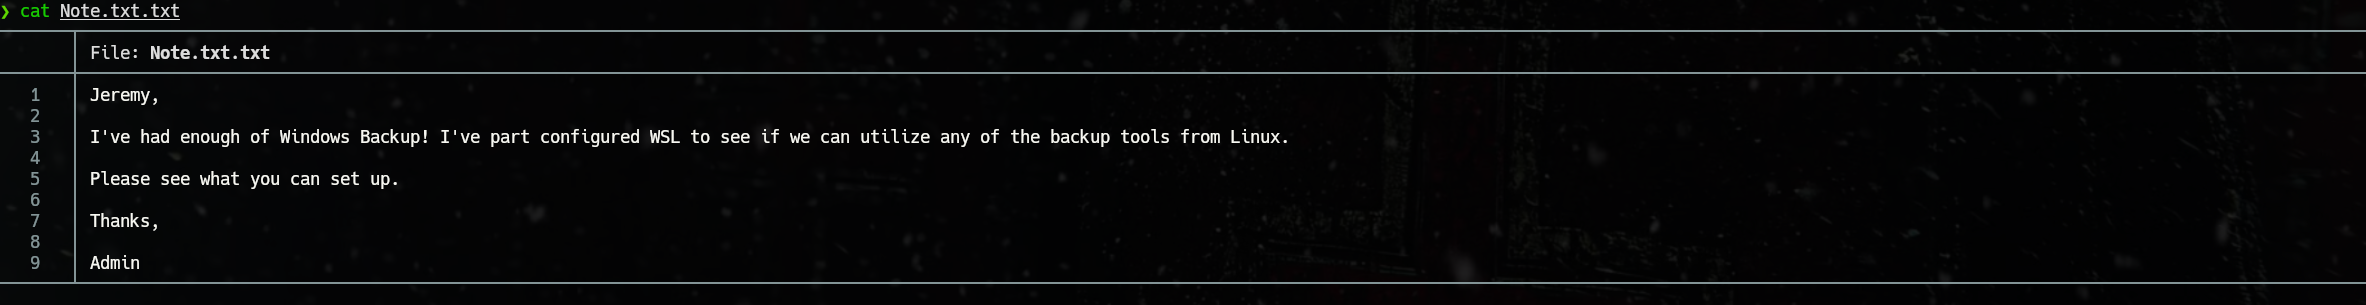 ❯ cat Note.txt.txt
File: Note.txt.txt
1 Jeremy,
2
3 I've had enough of Windows Backup! I've part configured WSL to see if we can utilize any of the backup tools from Linux.
4
5 Please see what you can set up.
6
7 Thanks,
8
9 Admin